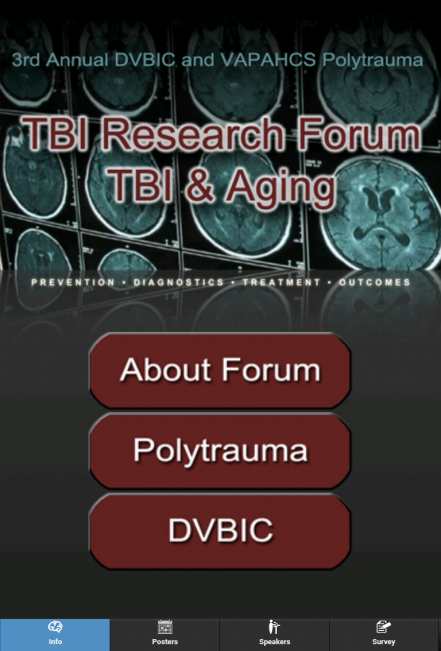 3rd Annual DVBIC and VAPAHCS Polytrauma
TBI Research Forum
TBI & Aging
PREVENTION • DIAGNOSTICS • TREATMENT • OUTCOMES
About Forum
Polytrauma
DVBIC
Info
Posters
Speakers
Survey